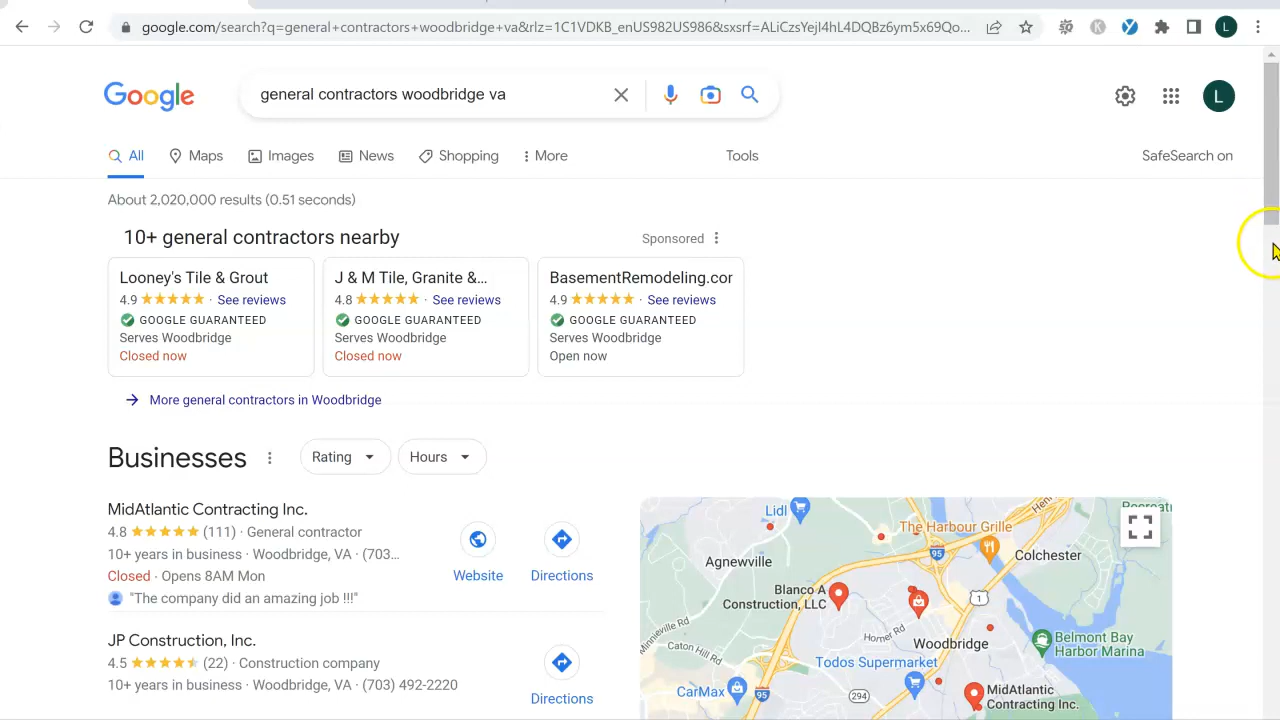 google.com/search?q=general+contractors+woodbridge+va&rlz=1C1VDKB_enUS982US986&sxsrf=ALiCzsYejl4hL4DQBz6ym5x69Qo...
L
Google
general contractors woodbridge va
L
All
Maps
Images
News
Shopping
More
Tools
SafeSearch on
About 2,020,000 results (0.51 seconds)
10+ general contractors nearby
Sponsored
Looney's Tile & Grout
4.9 · See reviews
GOOGLE GUARANTEED
Serves Woodbridge
Closed now
J & M Tile, Granite &...
4.8 · See reviews
GOOGLE GUARANTEED
Serves Woodbridge
Closed now
BasementRemodeling.cor
4.9 · See reviews
GOOGLE GUARANTEED
Serves Woodbridge
Open now
More general contractors in Woodbridge
Businesses
Rating
Hours
MidAtlantic Contracting Inc.
4.8 (111) · General contractor
10+ years in business · Woodbridge, VA · (703...
Closed · Opens 8AM Mon
"The company did an amazing job !!!"
Website
Directions
JP Construction, Inc.
4.5 (22) · Construction company
10+ years in business · Woodbridge, VA · (703) 492-2220
Directions
Lidl
The Harbour Grille
Agnewville
95
Colchester
Blanco A
Construction, LLC
1
Minnieville Rd
Horner Rd
Woodbridge
Belmont Bay
Harbor Marina
Caton Hill Rd
Todos Supermarket
CarMax
95
294
MidAtlantic
Contracting Inc.